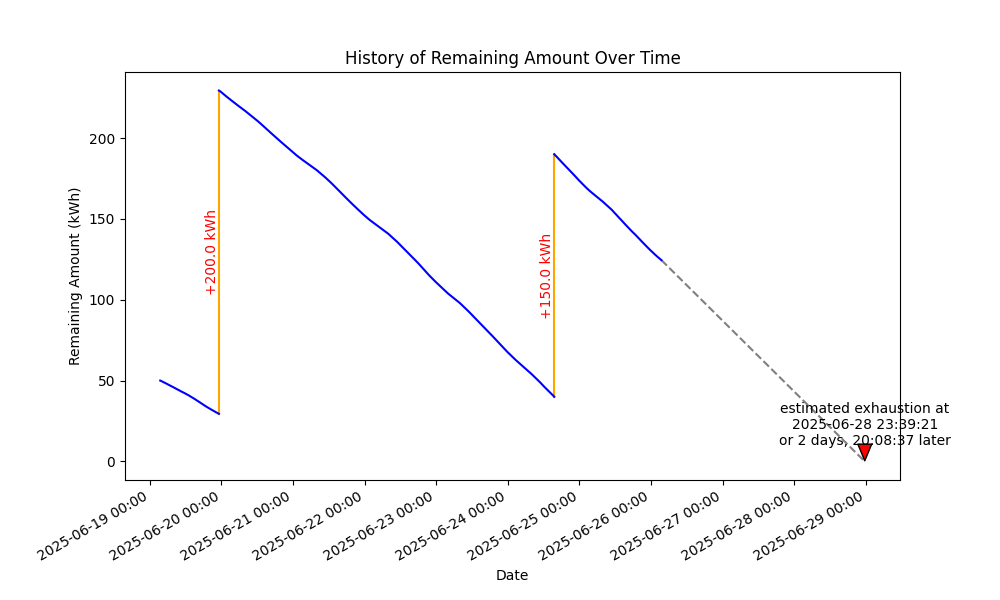 History of Remaining Amount Over Time
Remaining Amount (kWh)
200
150
100
50
0
+200.0 kWh
+150.0 kWh
estimated exhaustion at
2025-06-28 23:39:21
or 2 days, 20:08:37 later
2025-06-19 00:00
2025-06-20 00:00
2025-06-21 00:00
2025-06-22 00:00
2025-06-23 00:00
2025-06-24 00:00
2025-06-25 00:00
2025-06-26 00:00
2025-06-27 00:00
2025-06-28 00:00
2025-06-29 00:00
Date